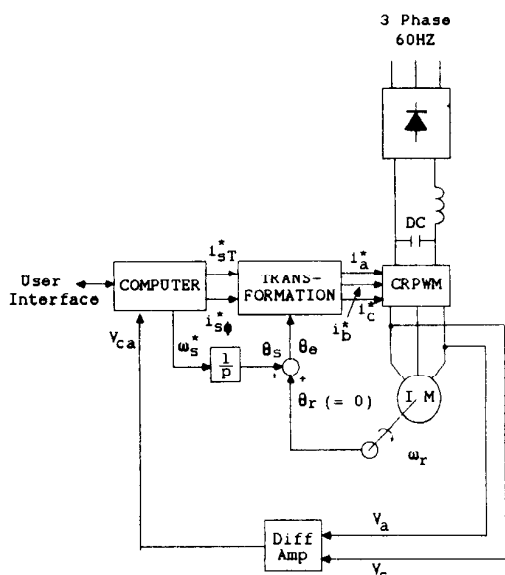 3 Phase
60HZ
DC
User
Interface
COMPUTER
i*sT
i*sϕ
TRANS-
FORMATION
i*a
i*b
i*c
CRPWM
Vca
ω*s
1/p
θs
θe
+
+
θr (= 0)
I M
ωr
Diff
Amp
Va
Vc